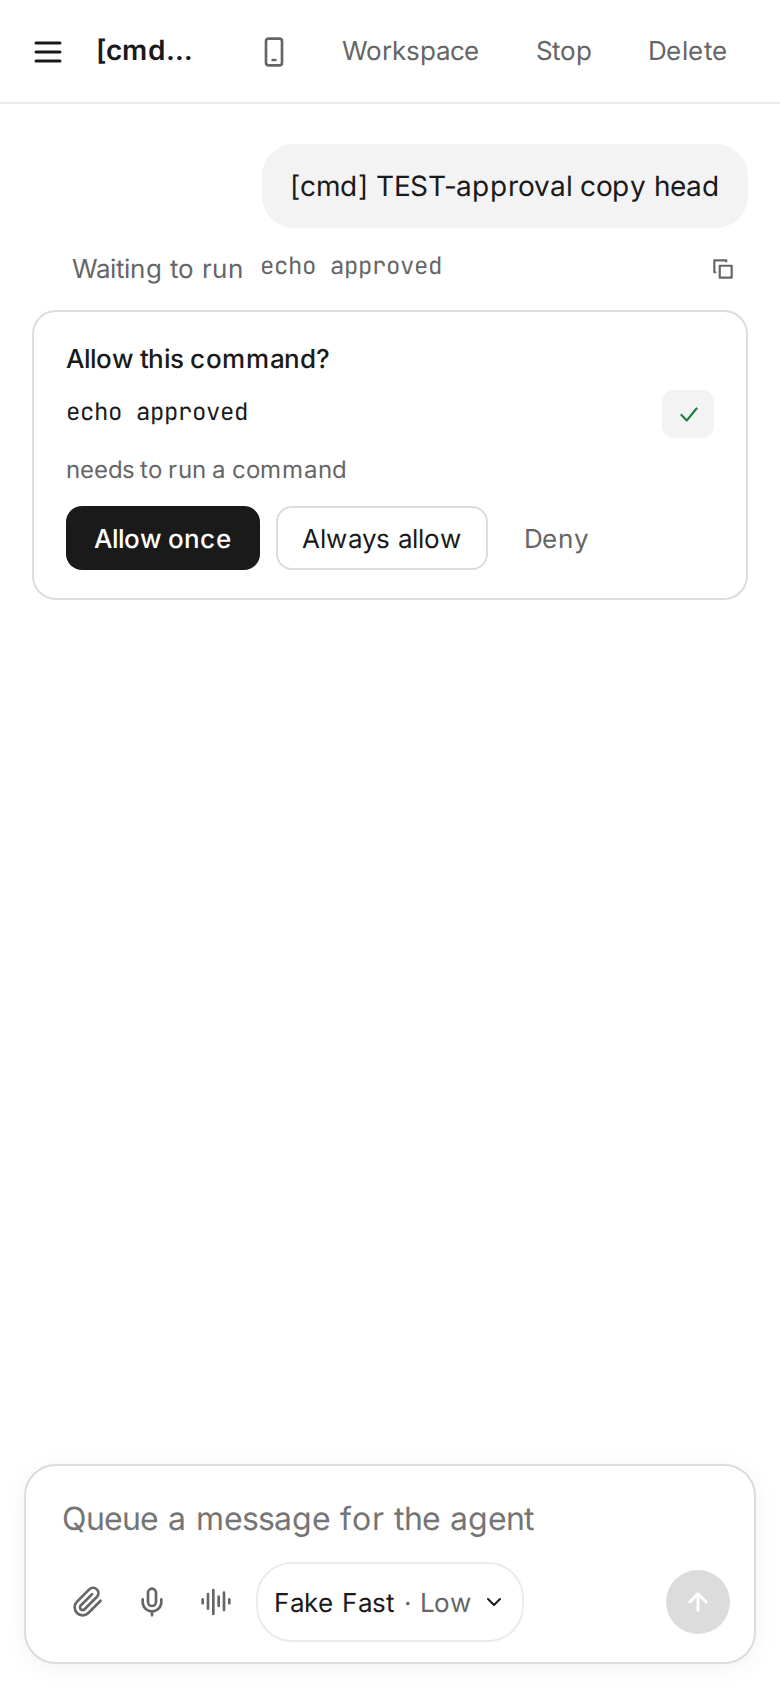 [cmd...
Workspace
Stop
Delete
[cmd] TEST-approval copy head
Waiting to run echo approved
Allow this command?
echo approved
needs to run a command
Allow once
Always allow
Deny
Queue a message for the agent
Fake Fast · Low